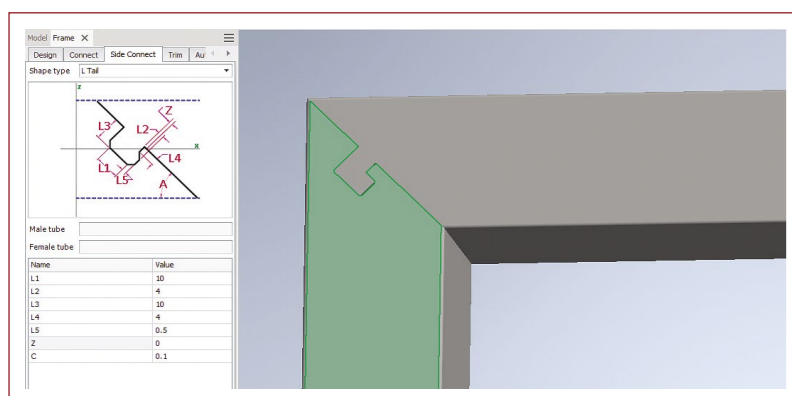 Model Frame
Design Connect Side Connect Trim Au
Shape type L Tail
z
Z
L3
L2
x
L4
L1
L5
A
Male tube
Female tube
Name Value
L1 10
L2 4
L3 10
L4 4
L5 0.5
Z 0
C 0.1